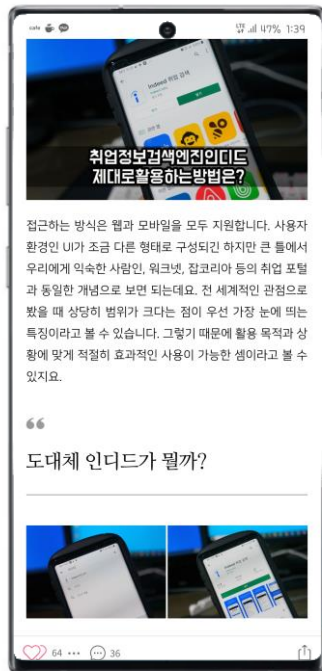 cafe
LTE 47% 1:39
Indeed 취업 검색
취업정보검색엔진인디드
제대로활용하는방법은?
접근하는 방식은 웹과 모바일을 모두 지원합니다. 사용자
환경인 UI가 조금 다른 형태로 구성되긴 하지만 큰 틀에서
우리에게 익숙한 사람인, 워크넷, 잡코리아 등의 취업 포털
과 동일한 개념으로 보면 되는데요. 전 세계적인 관점으로
봤을 때 상당히 범위가 크다는 점이 우선 가장 눈에 띄는
특징이라고 볼 수 있습니다. 그렇기 때문에 활용 목적과 상
황에 맞게 적절히 효과적인 사용이 가능한 셈이라고 볼 수
있지요.
“
도대체 인디드가 뭘까?
64 ··· 36